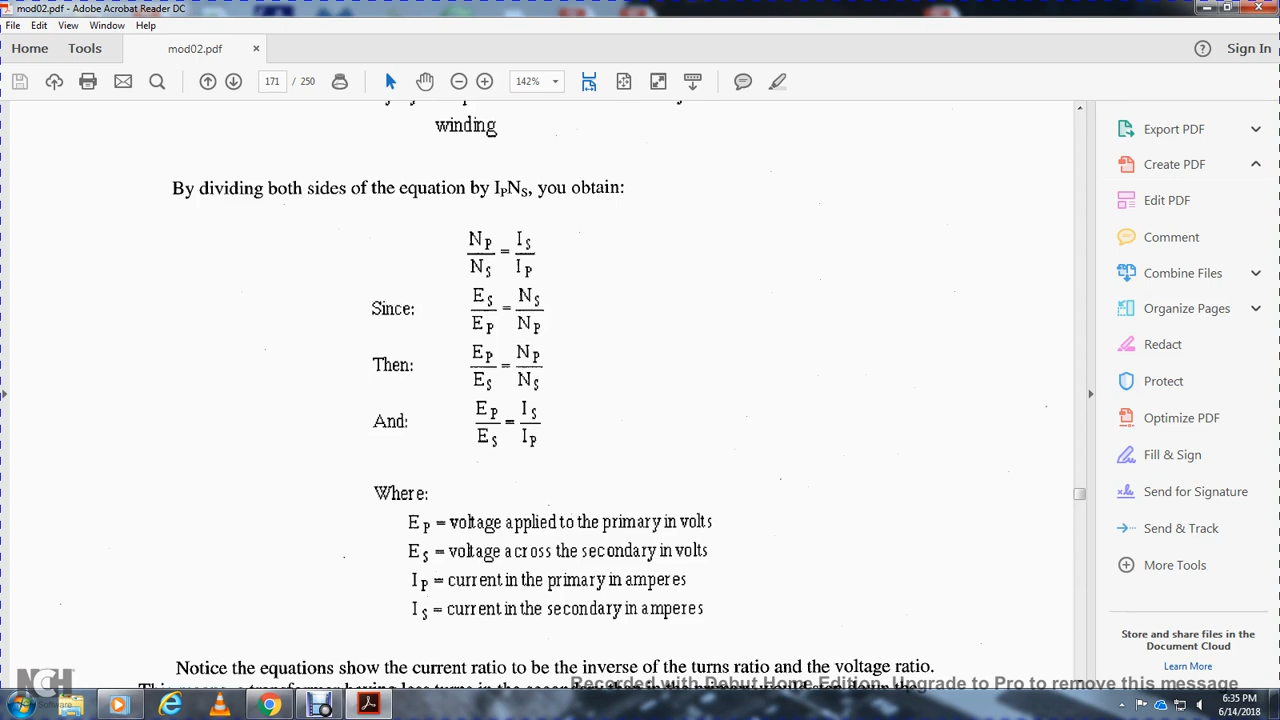 mod02.pdf - Adobe Acrobat Reader DC
File Edit View Window Help
Home Tools mod02.pdf × Sign In
171 / 250 142%
winding
By dividing both sides of the equation by IPNS, you obtain:
NP/NS = IS/IP
Since: ES/EP = NS/NP
Then: EP/ES = NP/NS
And: EP/ES = IS/IP
Where:
EP = voltage applied to the primary in volts
ES = voltage across the secondary in volts
IP = current in the primary in amperes
IS = current in the secondary in amperes
Notice the equations show the current ratio to be the inverse of the turns ratio and the voltage ratio.
Export PDF
Create PDF
Edit PDF
Comment
Combine Files
Organize Pages
Redact
Protect
Optimize PDF
Fill & Sign
Send for Signature
Send & Track
More Tools
Store and share files in the
Document Cloud
Learn More
NCH
Software
Recorded with Debut Home Edition. Upgrade to Pro to remove this message
6:35 PM
6/14/2018